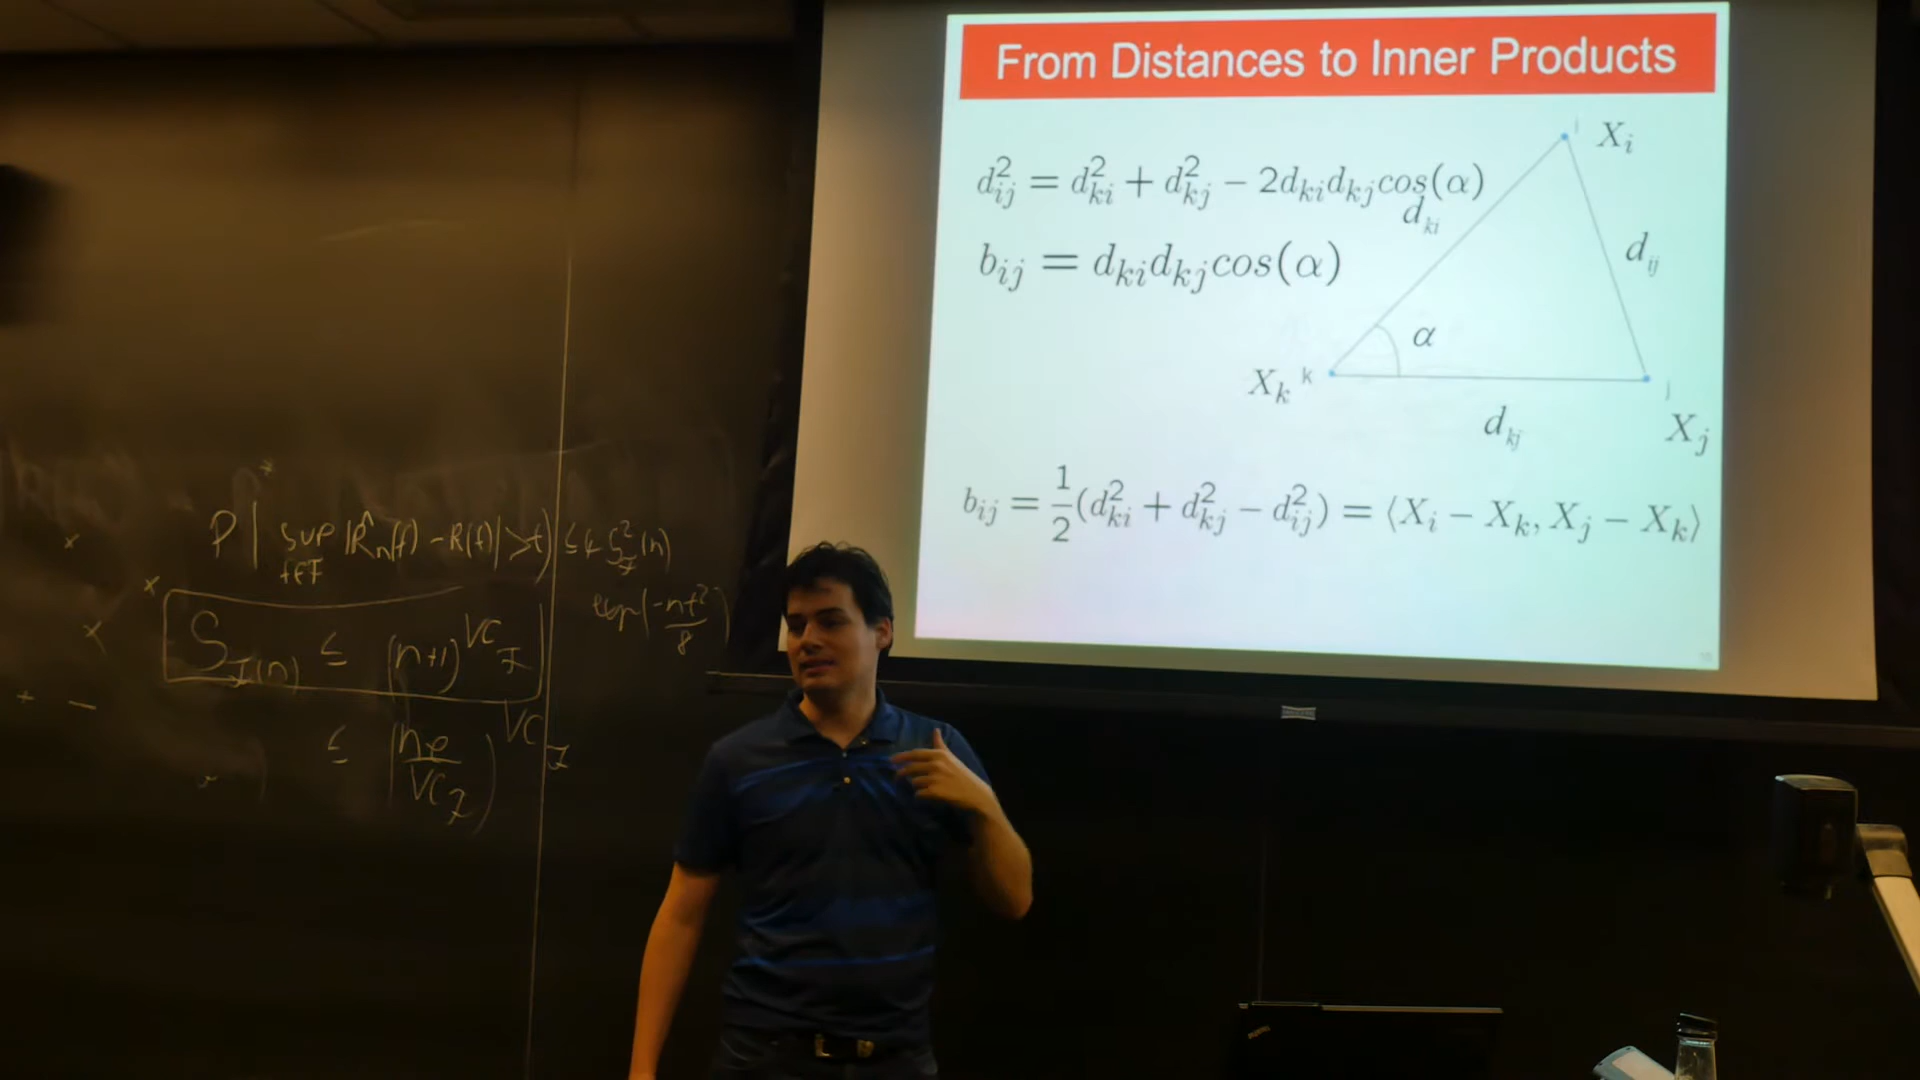 From Distances to Inner Products
d²ᵢⱼ = d²ₖᵢ + d²ₖⱼ − 2dₖᵢdₖⱼcos(α)
bᵢⱼ = dₖᵢdₖⱼcos(α)
Xᵢ
i
dₖᵢ
dᵢⱼ
α
Xₖ k
j
dₖⱼ
Xⱼ
bᵢⱼ = 1/2(d²ₖᵢ + d²ₖⱼ − d²ᵢⱼ) = ⟨Xᵢ − Xₖ, Xⱼ − Xₖ⟩
P( sup |R̂ₙ(f) − R(f)| > t) ≤ 4 S²_F(n)
f∈F
exp(−nt²/8)
S_F(n) ≤ (n+1)^VC_F
≤ (ne/VC_F)^VC_F
x
x
x
+ −